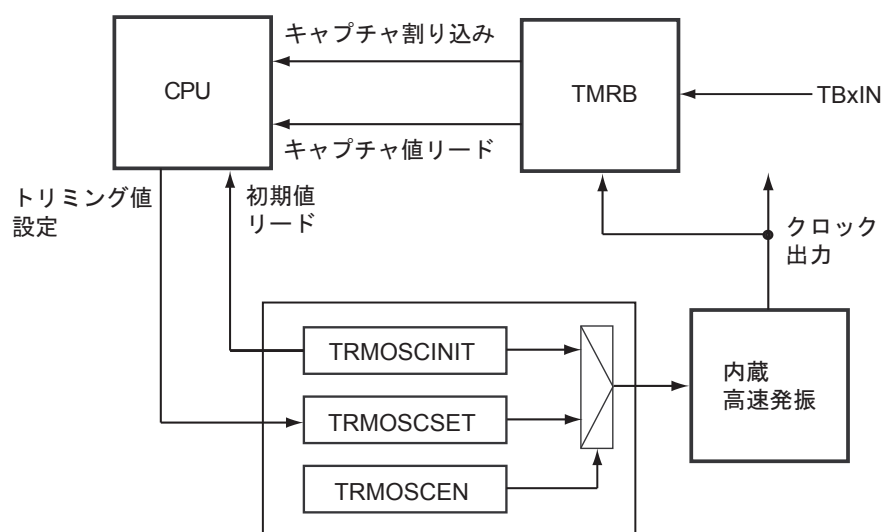 キャプチャ割り込み
CPU
TMRB
TBxIN
キャプチャ値リード
トリミング値
設定
初期値
リード
クロック
出力
TRMOSCINIT
内蔵
高速発振
TRMOSCSET
TRMOSCEN